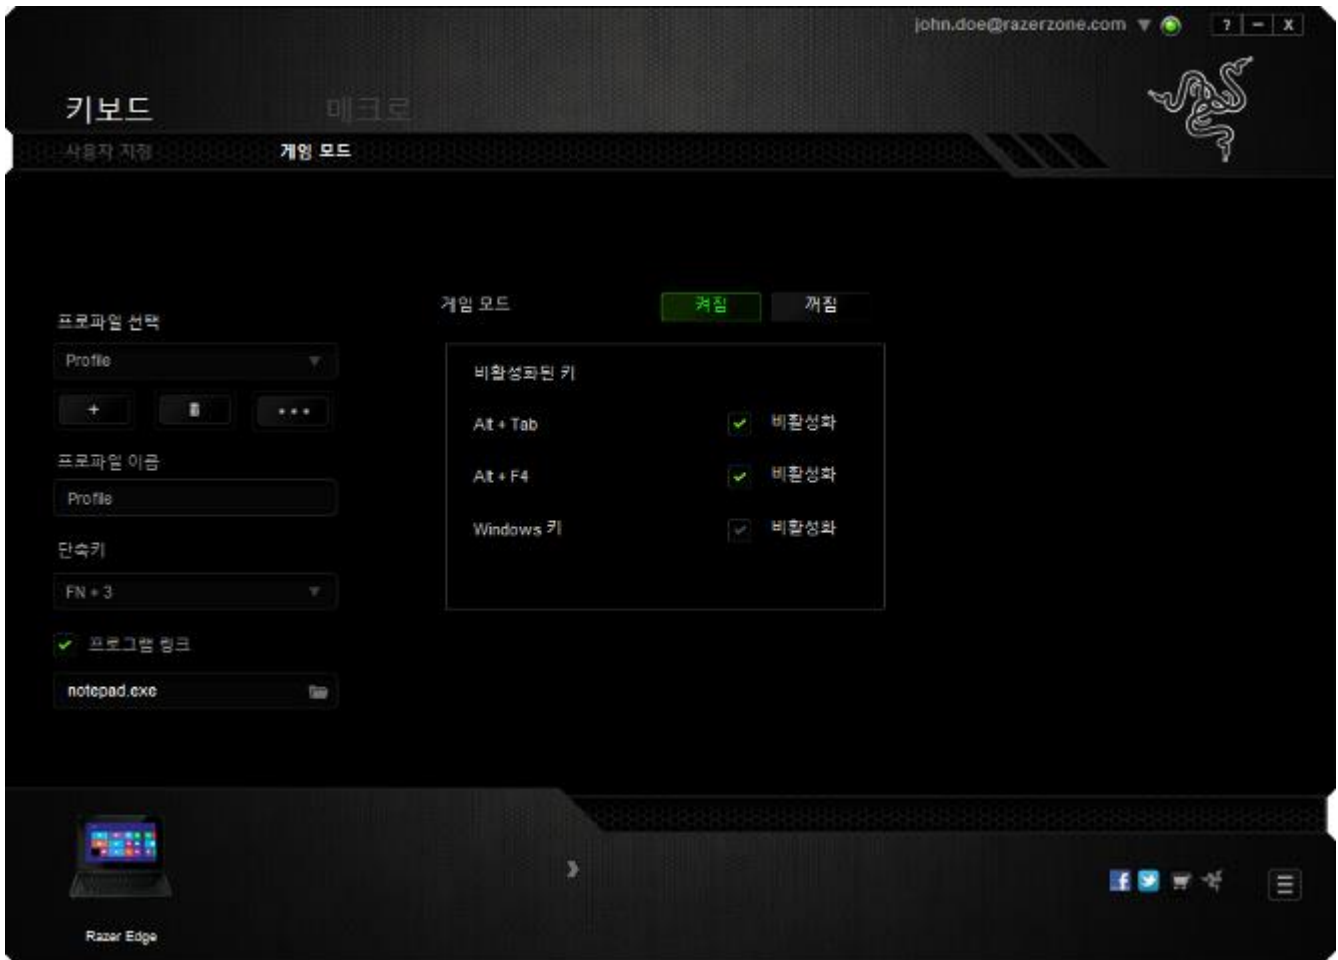 john.doe@razerzone.com
? – X
키보드 매크로
사용자 지정 게임 모드
프로파일 선택
Profile
프로파일 이름
Profile
단축키
FN + 3
프로그램 링크
notepad.exe
게임 모드 켜짐 꺼짐
비활성화된 키
Alt + Tab 비활성화
Alt + F4 비활성화
Windows 키 비활성화
Razer Edge